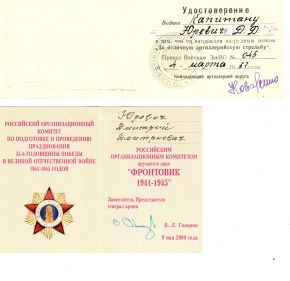 Удостоверение
Выдано Капитану
Юревич Д.Д.
в том, что он награжден нагрудным знаком
"За отличную артиллерийскую стрельбу"
Приказ Войскам ЗакВО № 045
4 марта 57 г.
Командующий артиллерией округа
РОССИЙСКИЙ ОРГАНИЗАЦИОННЫЙ
КОМИТЕТ
ПО ПОДГОТОВКЕ И ПРОВЕДЕНИЮ
ПРАЗДНОВАНИЯ
55-й ГОДОВЩИНЫ ПОБЕДЫ
В ВЕЛИКОЙ ОТЕЧЕСТВЕННОЙ ВОЙНЕ
1941-1945 ГОДОВ
Юревич
Дмитрий
Дмитриевич
РОССИЙСКИМ
ОРГАНИЗАЦИОННЫМ КОМИТЕТОМ
вручается знак
"ФРОНТОВИК
1941-1945"
Заместитель Председателя
генерал армии
В. Л. Говоров
9 мая 2000 года